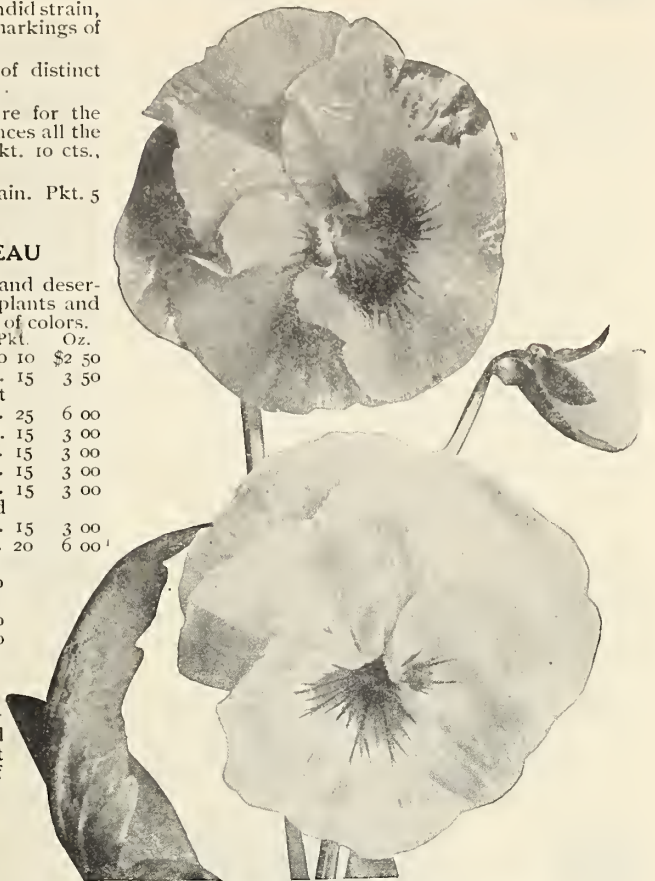 ndid strain,
markings of
of distinct
re for the
nces all the
kt. 10 cts.,
ain. Pkt. 5
EAU
and deser-
plants and
of colors.
Pkt. Oz.
0 10 $2 50
. 15 3 50
t
. 25 6 00
. 15 3 00
. 15 3 00
. 15 3 00
. 15 3 00
d
. 15 3 00
. 20 6 00